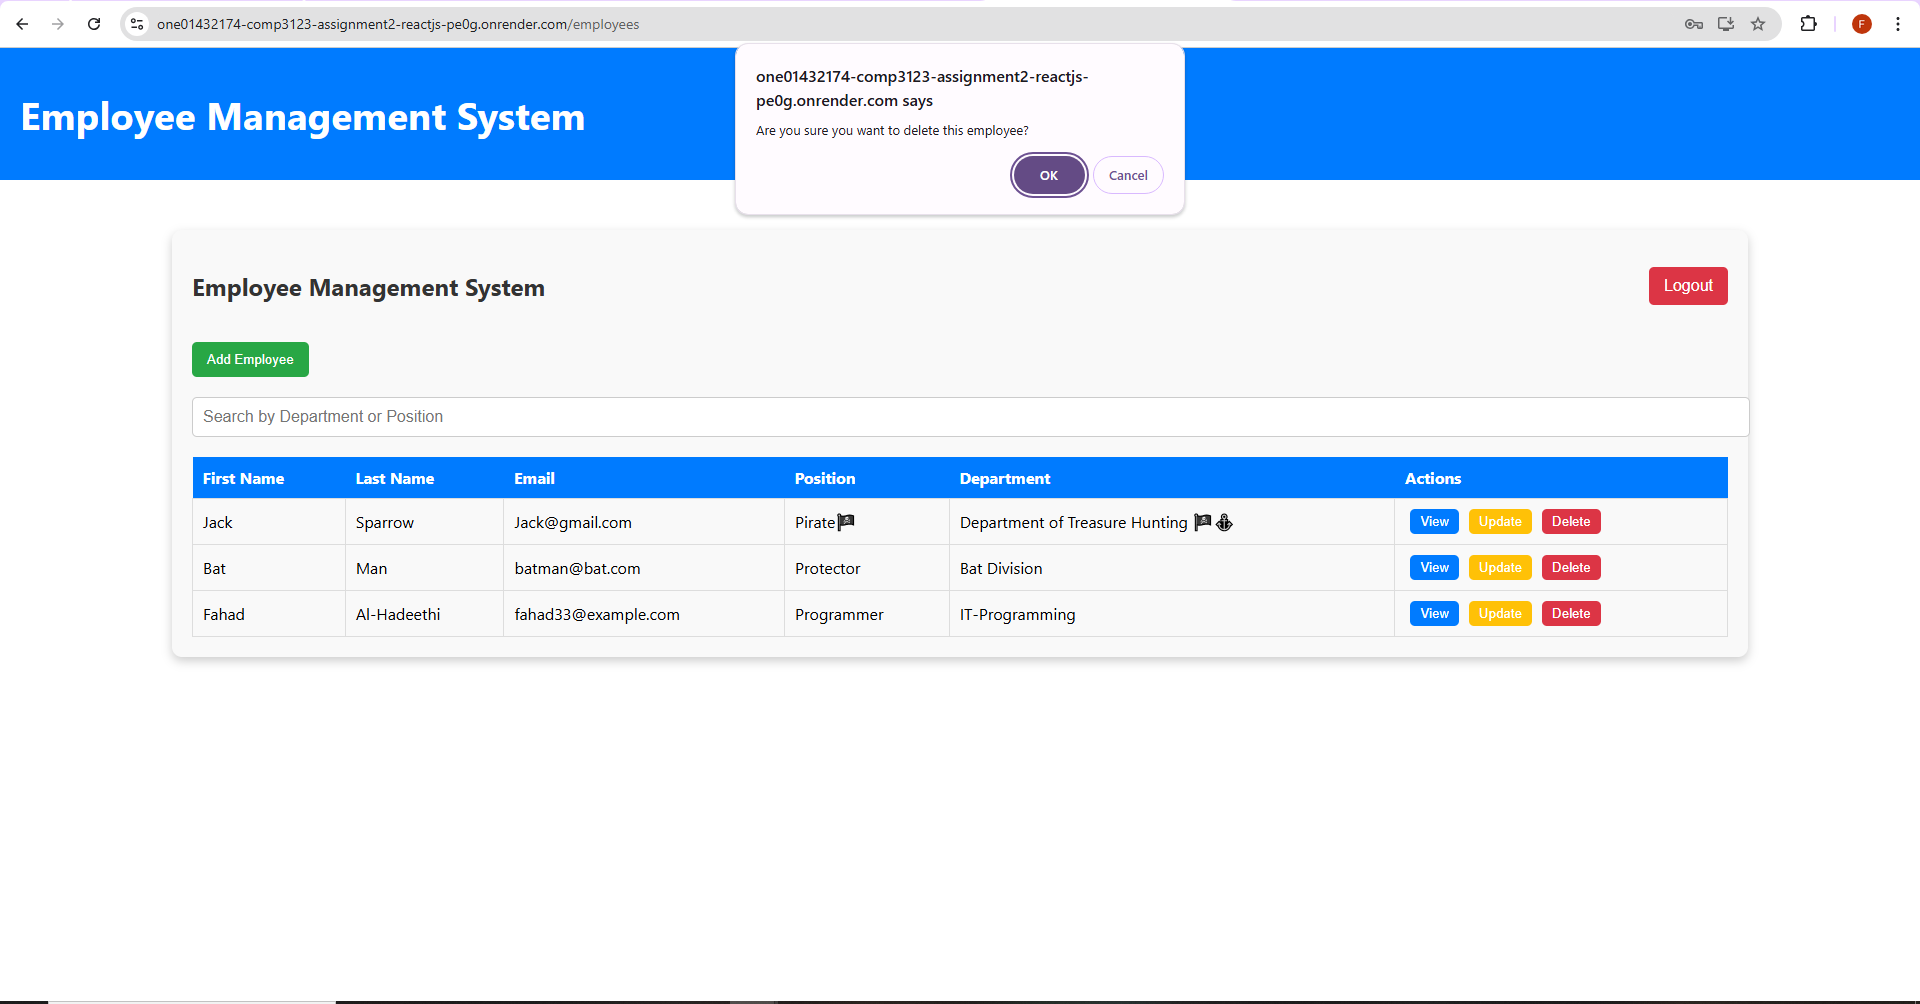 one01432174-comp3123-assignment2-reactjs-pe0g.onrender.com/employees
F
one01432174-comp3123-assignment2-reactjs-
pe0g.onrender.com says
Are you sure you want to delete this employee?
OK Cancel
Employee Management System
Employee Management System
Logout
Add Employee
Search by Department or Position
First Name Last Name Email Position Department Actions
Jack Sparrow Jack@gmail.com Pirate🏴‍☠️ Department of Treasure Hunting 🏴‍☠️⚓ View Update Delete
Bat Man batman@bat.com Protector Bat Division View Update Delete
Fahad Al-Hadeethi fahad33@example.com Programmer IT-Programming View Update Delete